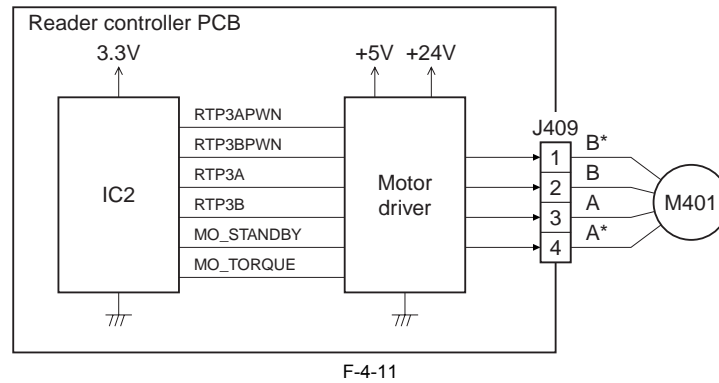 Reader controller PCB
3.3V
+5V +24V
J409
RTP3APWN
RTP3BPWN
RTP3A
RTP3B
MO_STANDBY
MO_TORQUE
IC2
Motor
driver
1 B*
2 B
3 A
4 A*
M401
F-4-11